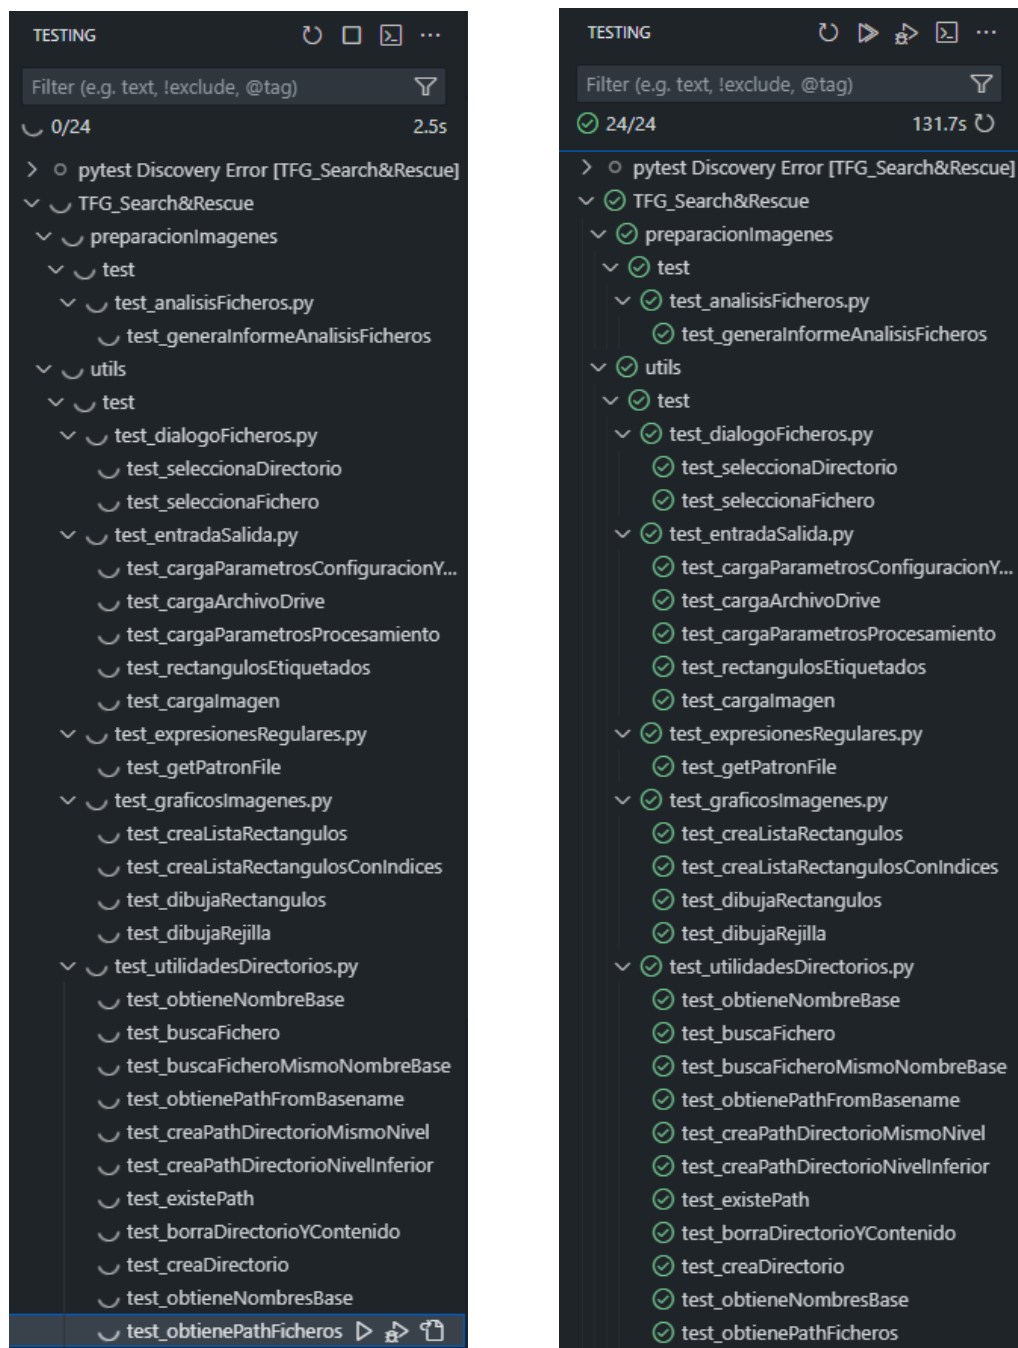 TESTING
Filter (e.g. text, !exclude, @tag)
0/24 2.5s
pytest Discovery Error [TFG_Search&Rescue]
TFG_Search&Rescue
preparacionImagenes
test
test_analisisFicheros.py
test_generaInformeAnalisisFicheros
utils
test
test_dialogoFicheros.py
test_seleccionaDirectorio
test_seleccionaFichero
test_entradaSalida.py
test_cargaParametrosConfiguracionY...
test_cargaArchivoDrive
test_cargaParametrosProcesamiento
test_rectangulosEtiquetados
test_cargaImagen
test_expresionesRegulares.py
test_getPatronFile
test_graficosImagenes.py
test_creaListaRectangulos
test_creaListaRectangulosConIndices
test_dibujaRectangulos
test_dibujaRejilla
test_utilidadesDirectorios.py
test_obtieneNombreBase
test_buscaFichero
test_buscaFicheroMismoNombreBase
test_obtienePathFromBasename
test_creaPathDirectorioMismoNivel
test_creaPathDirectorioNivelInferior
test_existePath
test_borraDirectorioYContenido
test_creaDirectorio
test_obtieneNombresBase
test_obtienePathFicheros
TESTING
Filter (e.g. text, !exclude, @tag)
24/24 131.7s
pytest Discovery Error [TFG_Search&Rescue]
TFG_Search&Rescue
preparacionImagenes
test
test_analisisFicheros.py
test_generaInformeAnalisisFicheros
utils
test
test_dialogoFicheros.py
test_seleccionaDirectorio
test_seleccionaFichero
test_entradaSalida.py
test_cargaParametrosConfiguracionY...
test_cargaArchivoDrive
test_cargaParametrosProcesamiento
test_rectangulosEtiquetados
test_cargaImagen
test_expresionesRegulares.py
test_getPatronFile
test_graficosImagenes.py
test_creaListaRectangulos
test_creaListaRectangulosConIndices
test_dibujaRectangulos
test_dibujaRejilla
test_utilidadesDirectorios.py
test_obtieneNombreBase
test_buscaFichero
test_buscaFicheroMismoNombreBase
test_obtienePathFromBasename
test_creaPathDirectorioMismoNivel
test_creaPathDirectorioNivelInferior
test_existePath
test_borraDirectorioYContenido
test_creaDirectorio
test_obtieneNombresBase
test_obtienePathFicheros